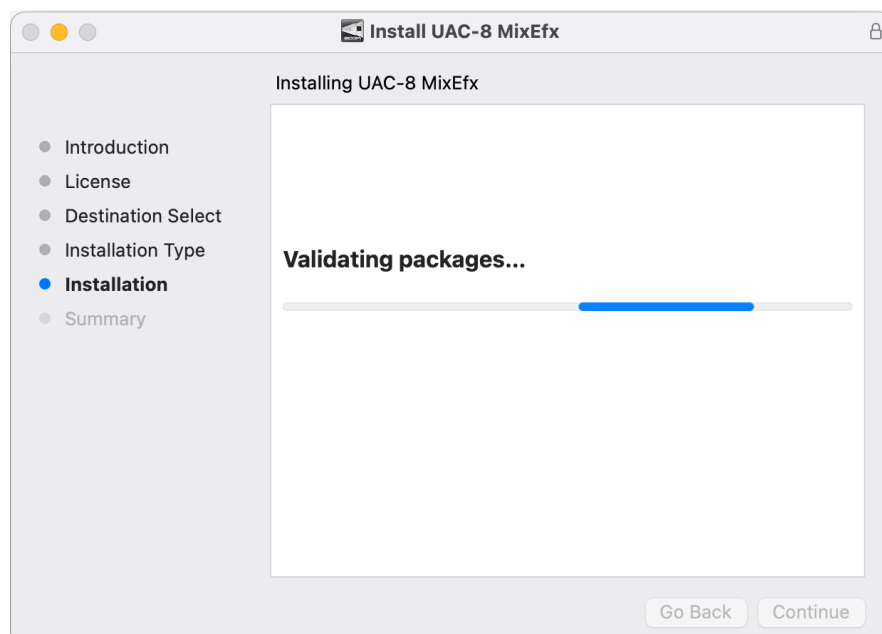 Install UAC-8 MixEfx
Installing UAC-8 MixEfx
Introduction
License
Destination Select
Installation Type
Installation
Summary
Validating packages...
Go Back
Continue